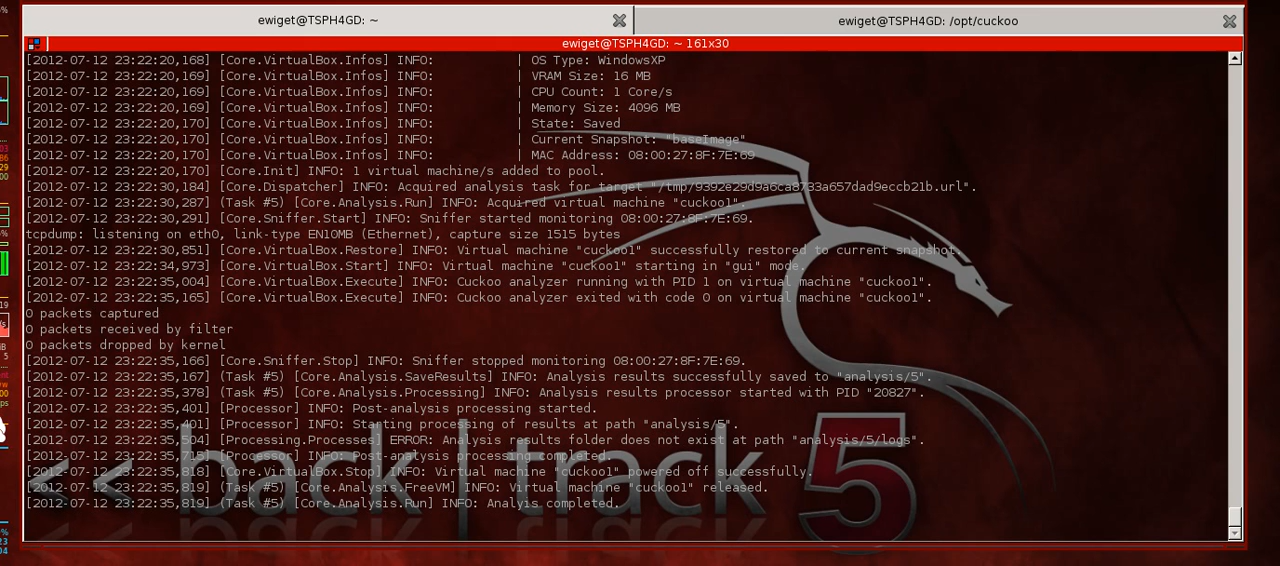 ewiget@TSPH4GD: ~
ewiget@TSPH4GD: /opt/cuckoo
ewiget@TSPH4GD: ~ 161x30
[2012-07-12 23:22:20,168] [Core.VirtualBox.Infos] INFO: | OS Type: WindowsXP
[2012-07-12 23:22:20,169] [Core.VirtualBox.Infos] INFO: | VRAM Size: 16 MB
[2012-07-12 23:22:20,169] [Core.VirtualBox.Infos] INFO: | CPU Count: 1 Core/s
[2012-07-12 23:22:20,169] [Core.VirtualBox.Infos] INFO: | Memory Size: 4096 MB
[2012-07-12 23:22:20,170] [Core.VirtualBox.Infos] INFO: | State: Saved
[2012-07-12 23:22:20,170] [Core.VirtualBox.Infos] INFO: | Current Snapshot: "baseImage"
[2012-07-12 23:22:20,170] [Core.VirtualBox.Infos] INFO: | MAC Address: 08:00:27:8F:7E:69
[2012-07-12 23:22:20,170] [Core.Init] INFO: 1 virtual machine/s added to pool.
[2012-07-12 23:22:30,184] [Core.Dispatcher] INFO: Acquired analysis task for target "/tmp/9392e29d9a6ca8733a657dad9eccb21b.url".
[2012-07-12 23:22:30,287] (Task #5) [Core.Analysis.Run] INFO: Acquired virtual machine "cuckoo1".
[2012-07-12 23:22:30,291] [Core.Sniffer.Start] INFO: Sniffer started monitoring 08:00:27:8F:7E:69.
tcpdump: listening on eth0, link-type EN10MB (Ethernet), capture size 1515 bytes
[2012-07-12 23:22:30,851] [Core.VirtualBox.Restore] INFO: Virtual machine "cuckoo1" successfully restored to current snapshot.
[2012-07-12 23:22:34,973] [Core.VirtualBox.Start] INFO: Virtual machine "cuckoo1" starting in "gui" mode.
[2012-07-12 23:22:35,004] [Core.VirtualBox.Execute] INFO: Cuckoo analyzer running with PID 1 on virtual machine "cuckoo1".
[2012-07-12 23:22:35,165] [Core.VirtualBox.Execute] INFO: Cuckoo analyzer exited with code 0 on virtual machine "cuckoo1".
0 packets captured
0 packets received by filter
0 packets dropped by kernel
[2012-07-12 23:22:35,166] [Core.Sniffer.Stop] INFO: Sniffer stopped monitoring 08:00:27:8F:7E:69.
[2012-07-12 23:22:35,167] (Task #5) [Core.Analysis.SaveResults] INFO: Analysis results successfully saved to "analysis/5".
[2012-07-12 23:22:35,378] (Task #5) [Core.Analysis.Processing] INFO: Analysis results processor started with PID "20827".
[2012-07-12 23:22:35,401] [Processor] INFO: Post-analysis processing started.
[2012-07-12 23:22:35,401] [Processor] INFO: Starting processing of results at path "analysis/5".
[2012-07-12 23:22:35,504] [Processing.Processes] ERROR: Analysis results folder does not exist at path "analysis/5/logs".
[2012-07-12 23:22:35,715] [Processor] INFO: Post-analysis processing completed.
[2012-07-12 23:22:35,818] [Core.VirtualBox.Stop] INFO: Virtual machine "cuckoo1" powered off successfully.
[2012-07-12 23:22:35,819] (Task #5) [Core.Analysis.FreeVM] INFO: Virtual machine "cuckoo1" released.
[2012-07-12 23:22:35,819] (Task #5) [Core.Analysis.Run] INFO: Analyis completed.
<< back | track 5